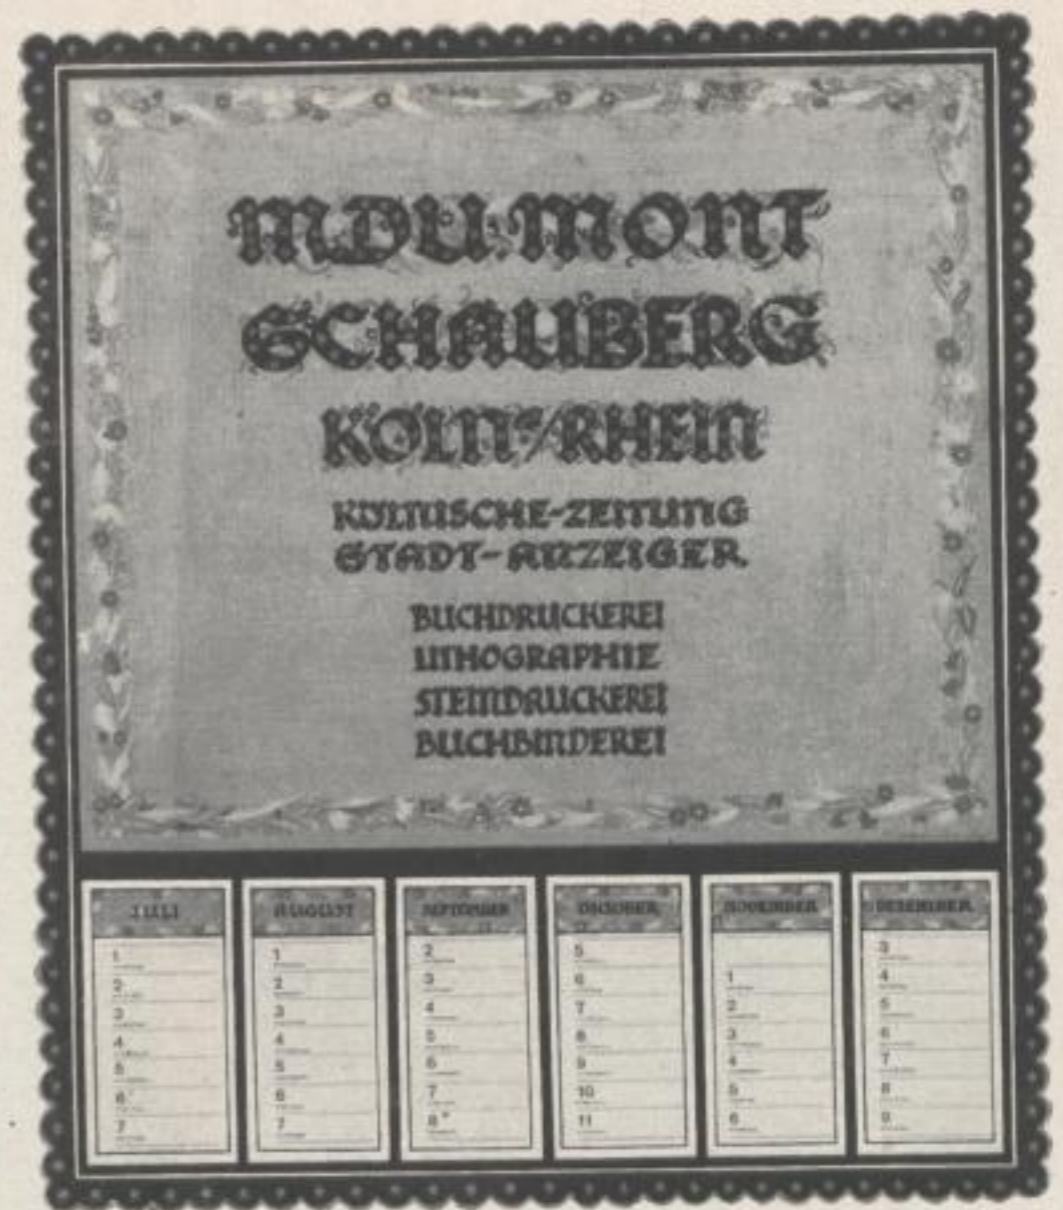 M.DU.MONT
SCHAUBERG
KÖLN a/RHEIN
KÖLNISCHE-ZEITUNG
STADT-ANZEIGER
BUCHDRUCKEREI
LITHOGRAPHIE
STEINDRUCKEREI
BUCHBINDEREI
JULI
1
2
3
4
5
6
7
AUGUST
1
2
3
4
5
6
7
SEPTEMBER
2
3
4
5
6
7
8
OKTOBER
5
6
7
8
9
10
11
NOVEMBER
1
2
3
4
5
6
DEZEMBER
3
4
5
6
7
8
9